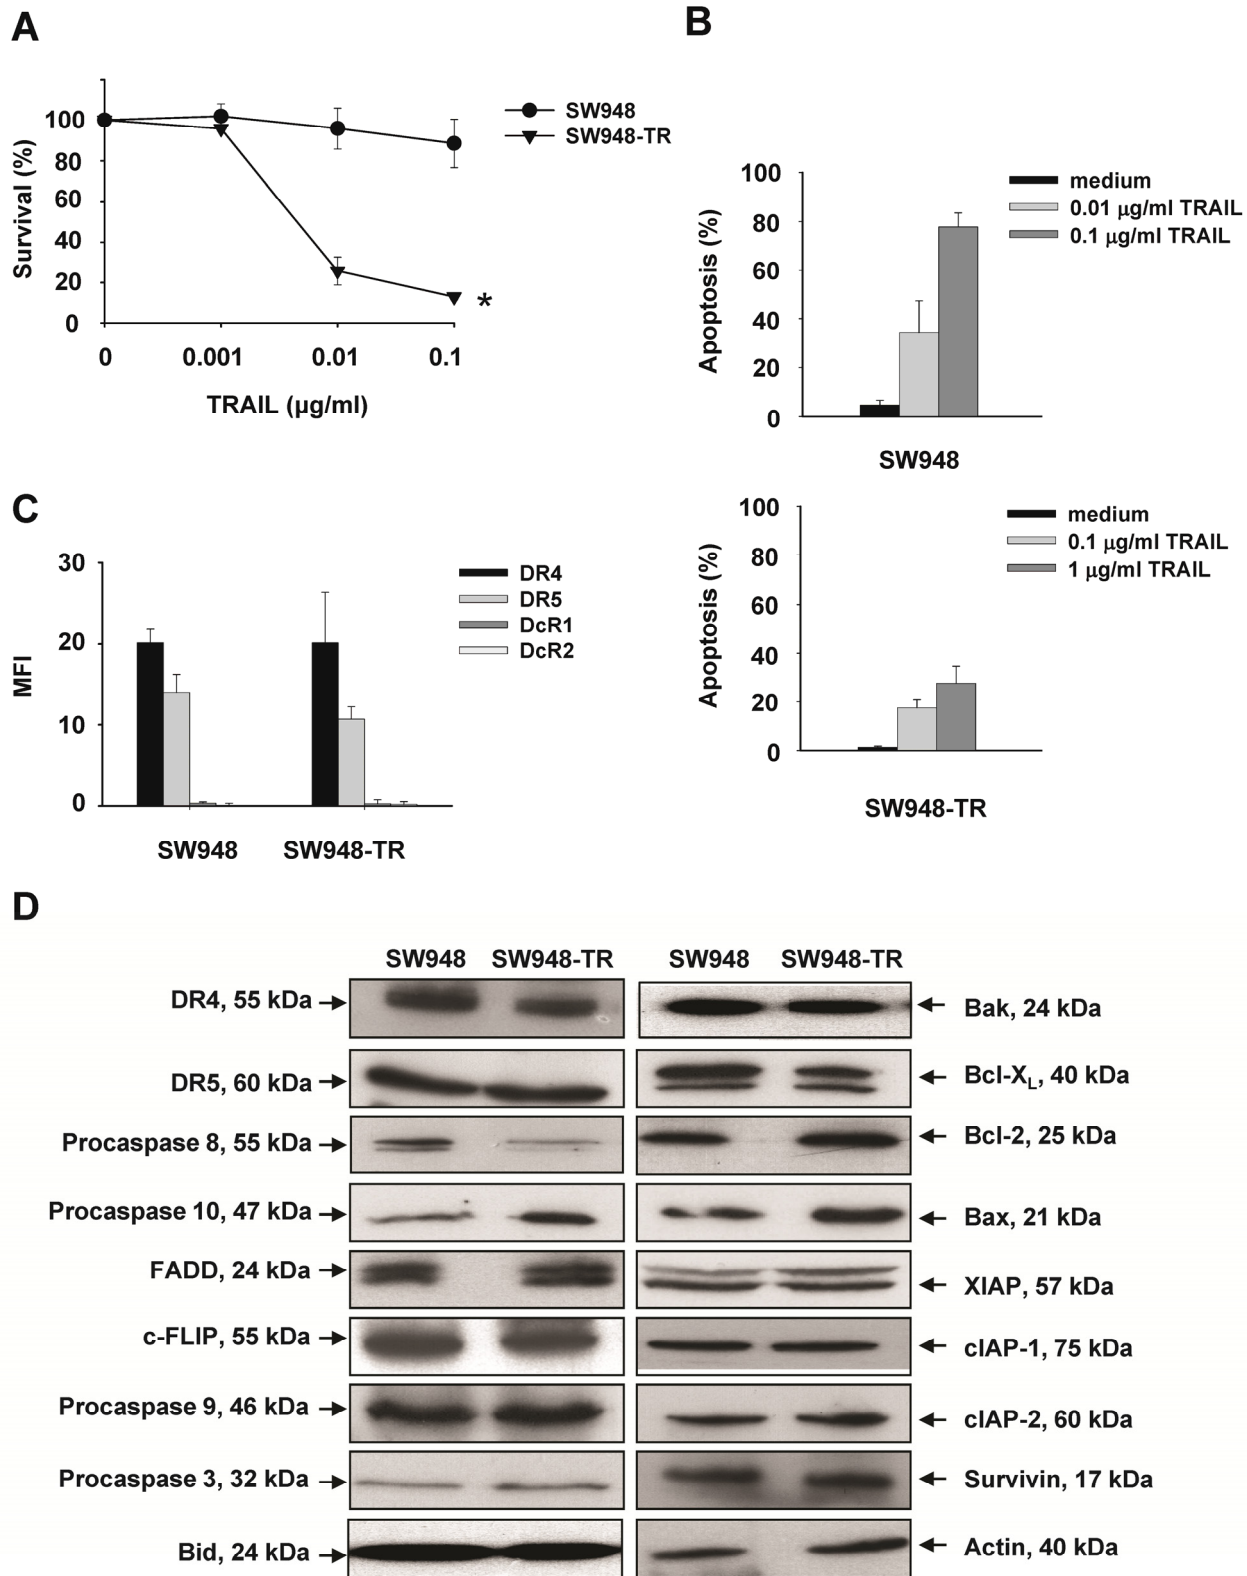 A
Survival (%)
100
80
60
40
20
0
0 0.001 0.01 0.1
TRAIL (µg/ml)
SW948
SW948-TR
*
B
Apoptosis (%)
100
80
60
40
20
0
medium
0.01 µg/ml TRAIL
0.1 µg/ml TRAIL
SW948
Apoptosis (%)
100
80
60
40
20
0
medium
0.1 µg/ml TRAIL
1 µg/ml TRAIL
SW948-TR
C
MFI
30
20
10
0
DR4
DR5
DcR1
DcR2
SW948 SW948-TR
D
SW948 SW948-TR SW948 SW948-TR
DR4, 55 kDa
DR5, 60 kDa
Procaspase 8, 55 kDa
Procaspase 10, 47 kDa
FADD, 24 kDa
c-FLIP, 55 kDa
Procaspase 9, 46 kDa
Procaspase 3, 32 kDa
Bid, 24 kDa
Bak, 24 kDa
Bcl-XL, 40 kDa
Bcl-2, 25 kDa
Bax, 21 kDa
XIAP, 57 kDa
cIAP-1, 75 kDa
cIAP-2, 60 kDa
Survivin, 17 kDa
Actin, 40 kDa